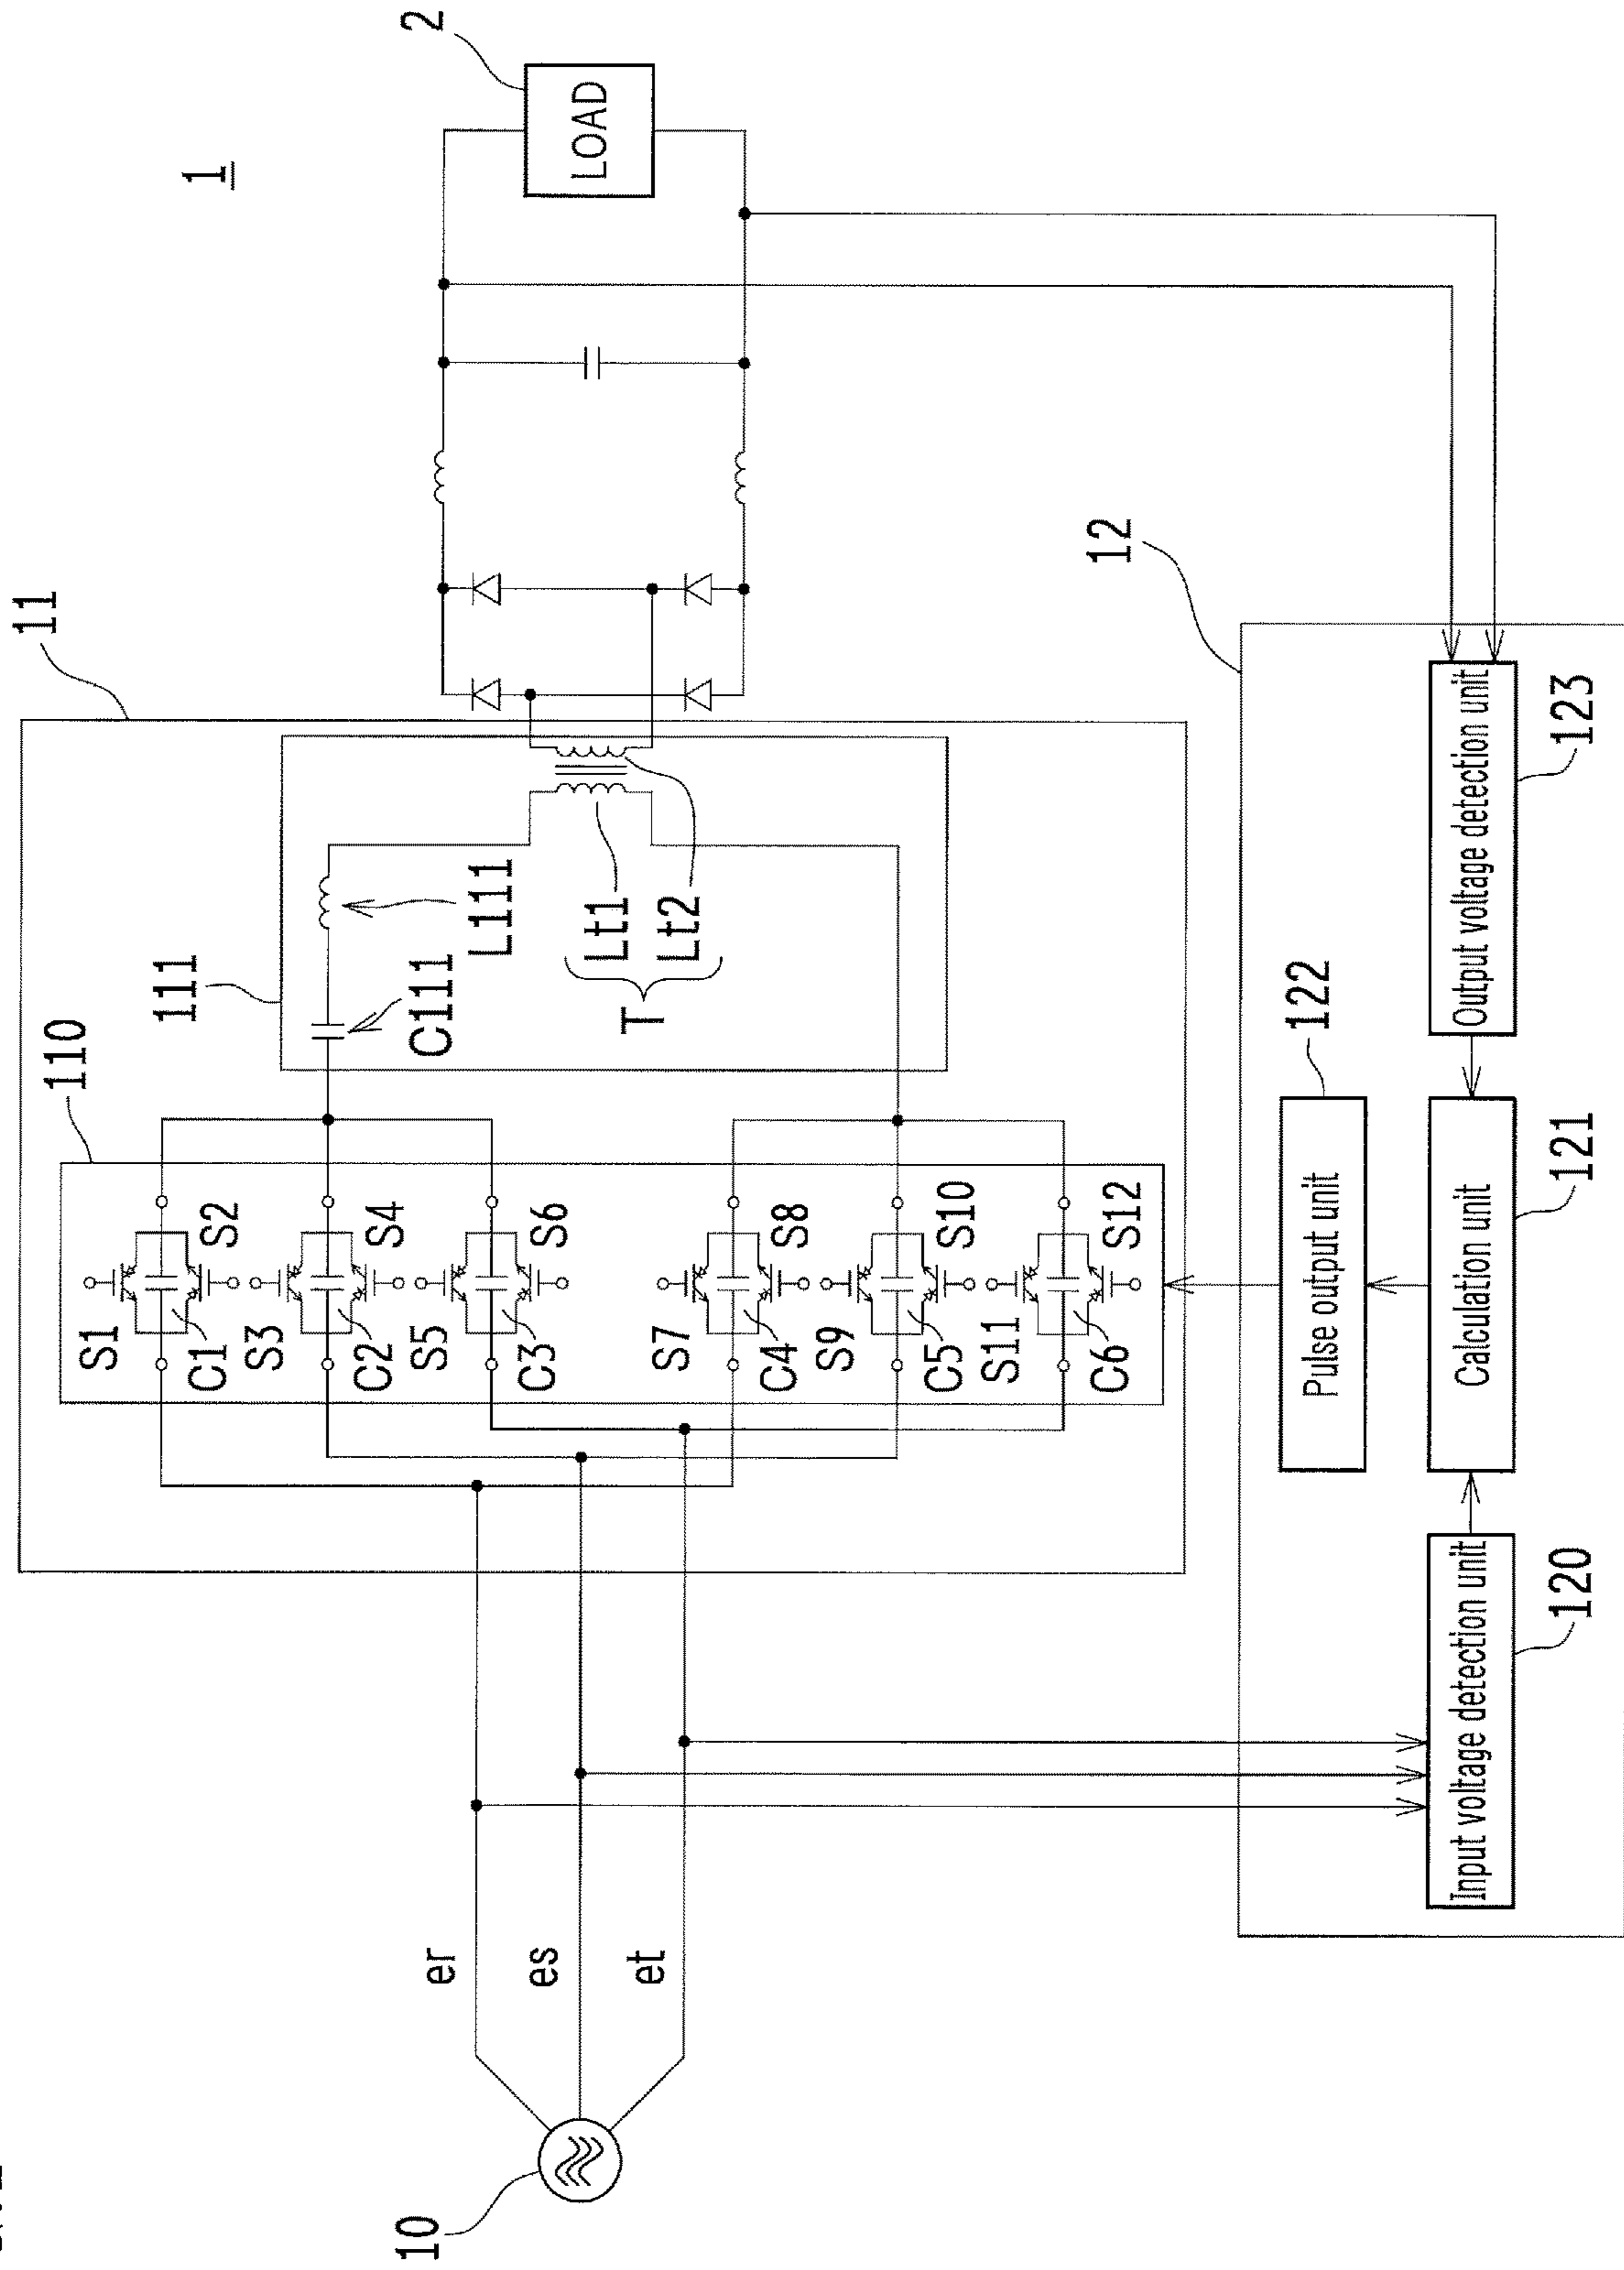 1
11
110
111
S1
S2
C1
S3
S4
C2
S5
S6
C3
S7
S8
C4
S9
S10
C5
S11
S12
C6
C111
L111
Lt1
Lt2
T
2
LOAD
10
er
es
et
12
Pulse output unit
122
Input voltage detection unit
120
Calculation unit
121
Output voltage detection unit
123